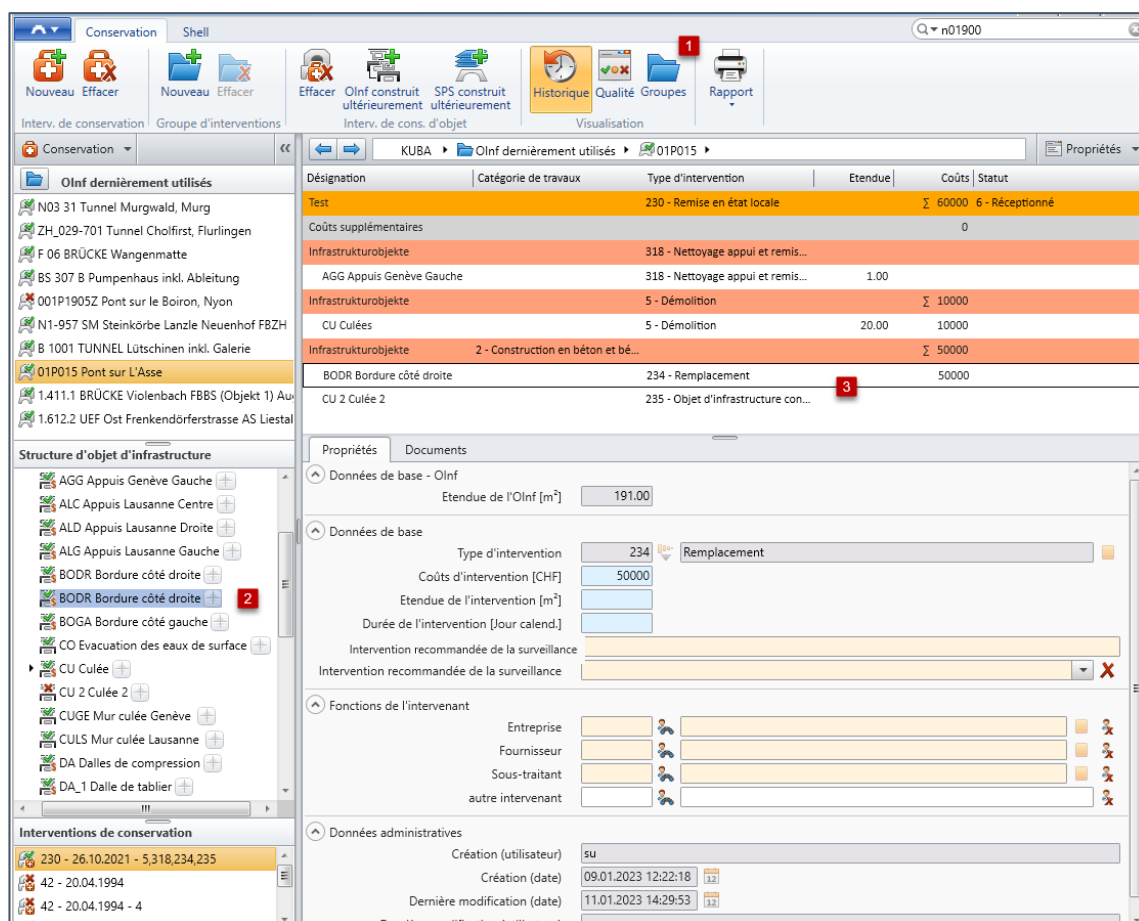 Conservation Shell
n01900
1
Nouveau Effacer Nouveau Effacer Effacer OInf construit ultérieurement SPS construit ultérieurement Historique Qualité Groupes Rapport
Interv. de conservation Groupe d'interventions Interv. de cons. d'objet Visualisation
Conservation
KUBA OInf dernièrement utilisés 01P015
Propriétés
OInf dernièrement utilisés
N03 31 Tunnel Murgwald, Murg
ZH_029-701 Tunnel Cholfirst, Flurlingen
F 06 BRÜCKE Wangenmatte
BS 307 B Pumpenhaus inkl. Ableitung
001P1905Z Pont sur le Boiron, Nyon
N1-957 SM Steinkörbe Lanzle Neuenhof FBZH
B 1001 TUNNEL Lütschinen inkl. Galerie
01P015 Pont sur L'Asse
1.411.1 BRÜCKE Violenbach FBBS (Objekt 1) Au
1.612.2 UEF Ost Frenkendörferstrasse AS Liestal
Structure d'objet d'infrastructure
AGG Appuis Genève Gauche
ALC Appuis Lausanne Centre
ALD Appuis Lausanne Droite
ALG Appuis Lausanne Gauche
BODR Bordure côté droite
BODR Bordure côté droite 2
BOGA Bordure côté gauche
CO Evacuation des eaux de surface
CU Culée
CU 2 Culée 2
CUGE Mur culée Genève
CULS Mur culée Lausanne
DA Dalles de compression
DA_1 Dalle de tablier
Interventions de conservation
230 - 26.10.2021 - 5,318,234,235
42 - 20.04.1994
42 - 20.04.1994 - 4
Désignation Catégorie de travaux Type d'intervention Etendue Coûts Statut
Test 230 - Remise en état locale Σ 60000 6 - Réceptionné
Coûts supplémentaires 0
Infrastrukturobjekte 318 - Nettoyage appui et remis...
AGG Appuis Genève Gauche 318 - Nettoyage appui et remis... 1.00
Infrastrukturobjekte 5 - Démolition Σ 10000
CU Culées 5 - Démolition 20.00 10000
Infrastrukturobjekte 2 - Construction en béton et bé... Σ 50000
BODR Bordure côté droite 234 - Remplacement 50000
3
CU 2 Culée 2 235 - Objet d'infrastructure con...
Propriétés Documents
Données de base - OInf
Etendue de l'OInf [m²] 191.00
Données de base
Type d'intervention 234 Remplacement
Coûts d'intervention [CHF] 50000
Etendue de l'intervention [m²]
Durée de l'intervention [Jour calend.]
Intervention recommandée de la surveillance
Intervention recommandée de la surveillance
Fonctions de l'intervenant
Entreprise
Fournisseur
Sous-traitant
autre intervenant
Données administratives
Création (utilisateur) su
Création (date) 09.01.2023 12:22:18 12
Dernière modification (date) 11.01.2023 14:29:53 12